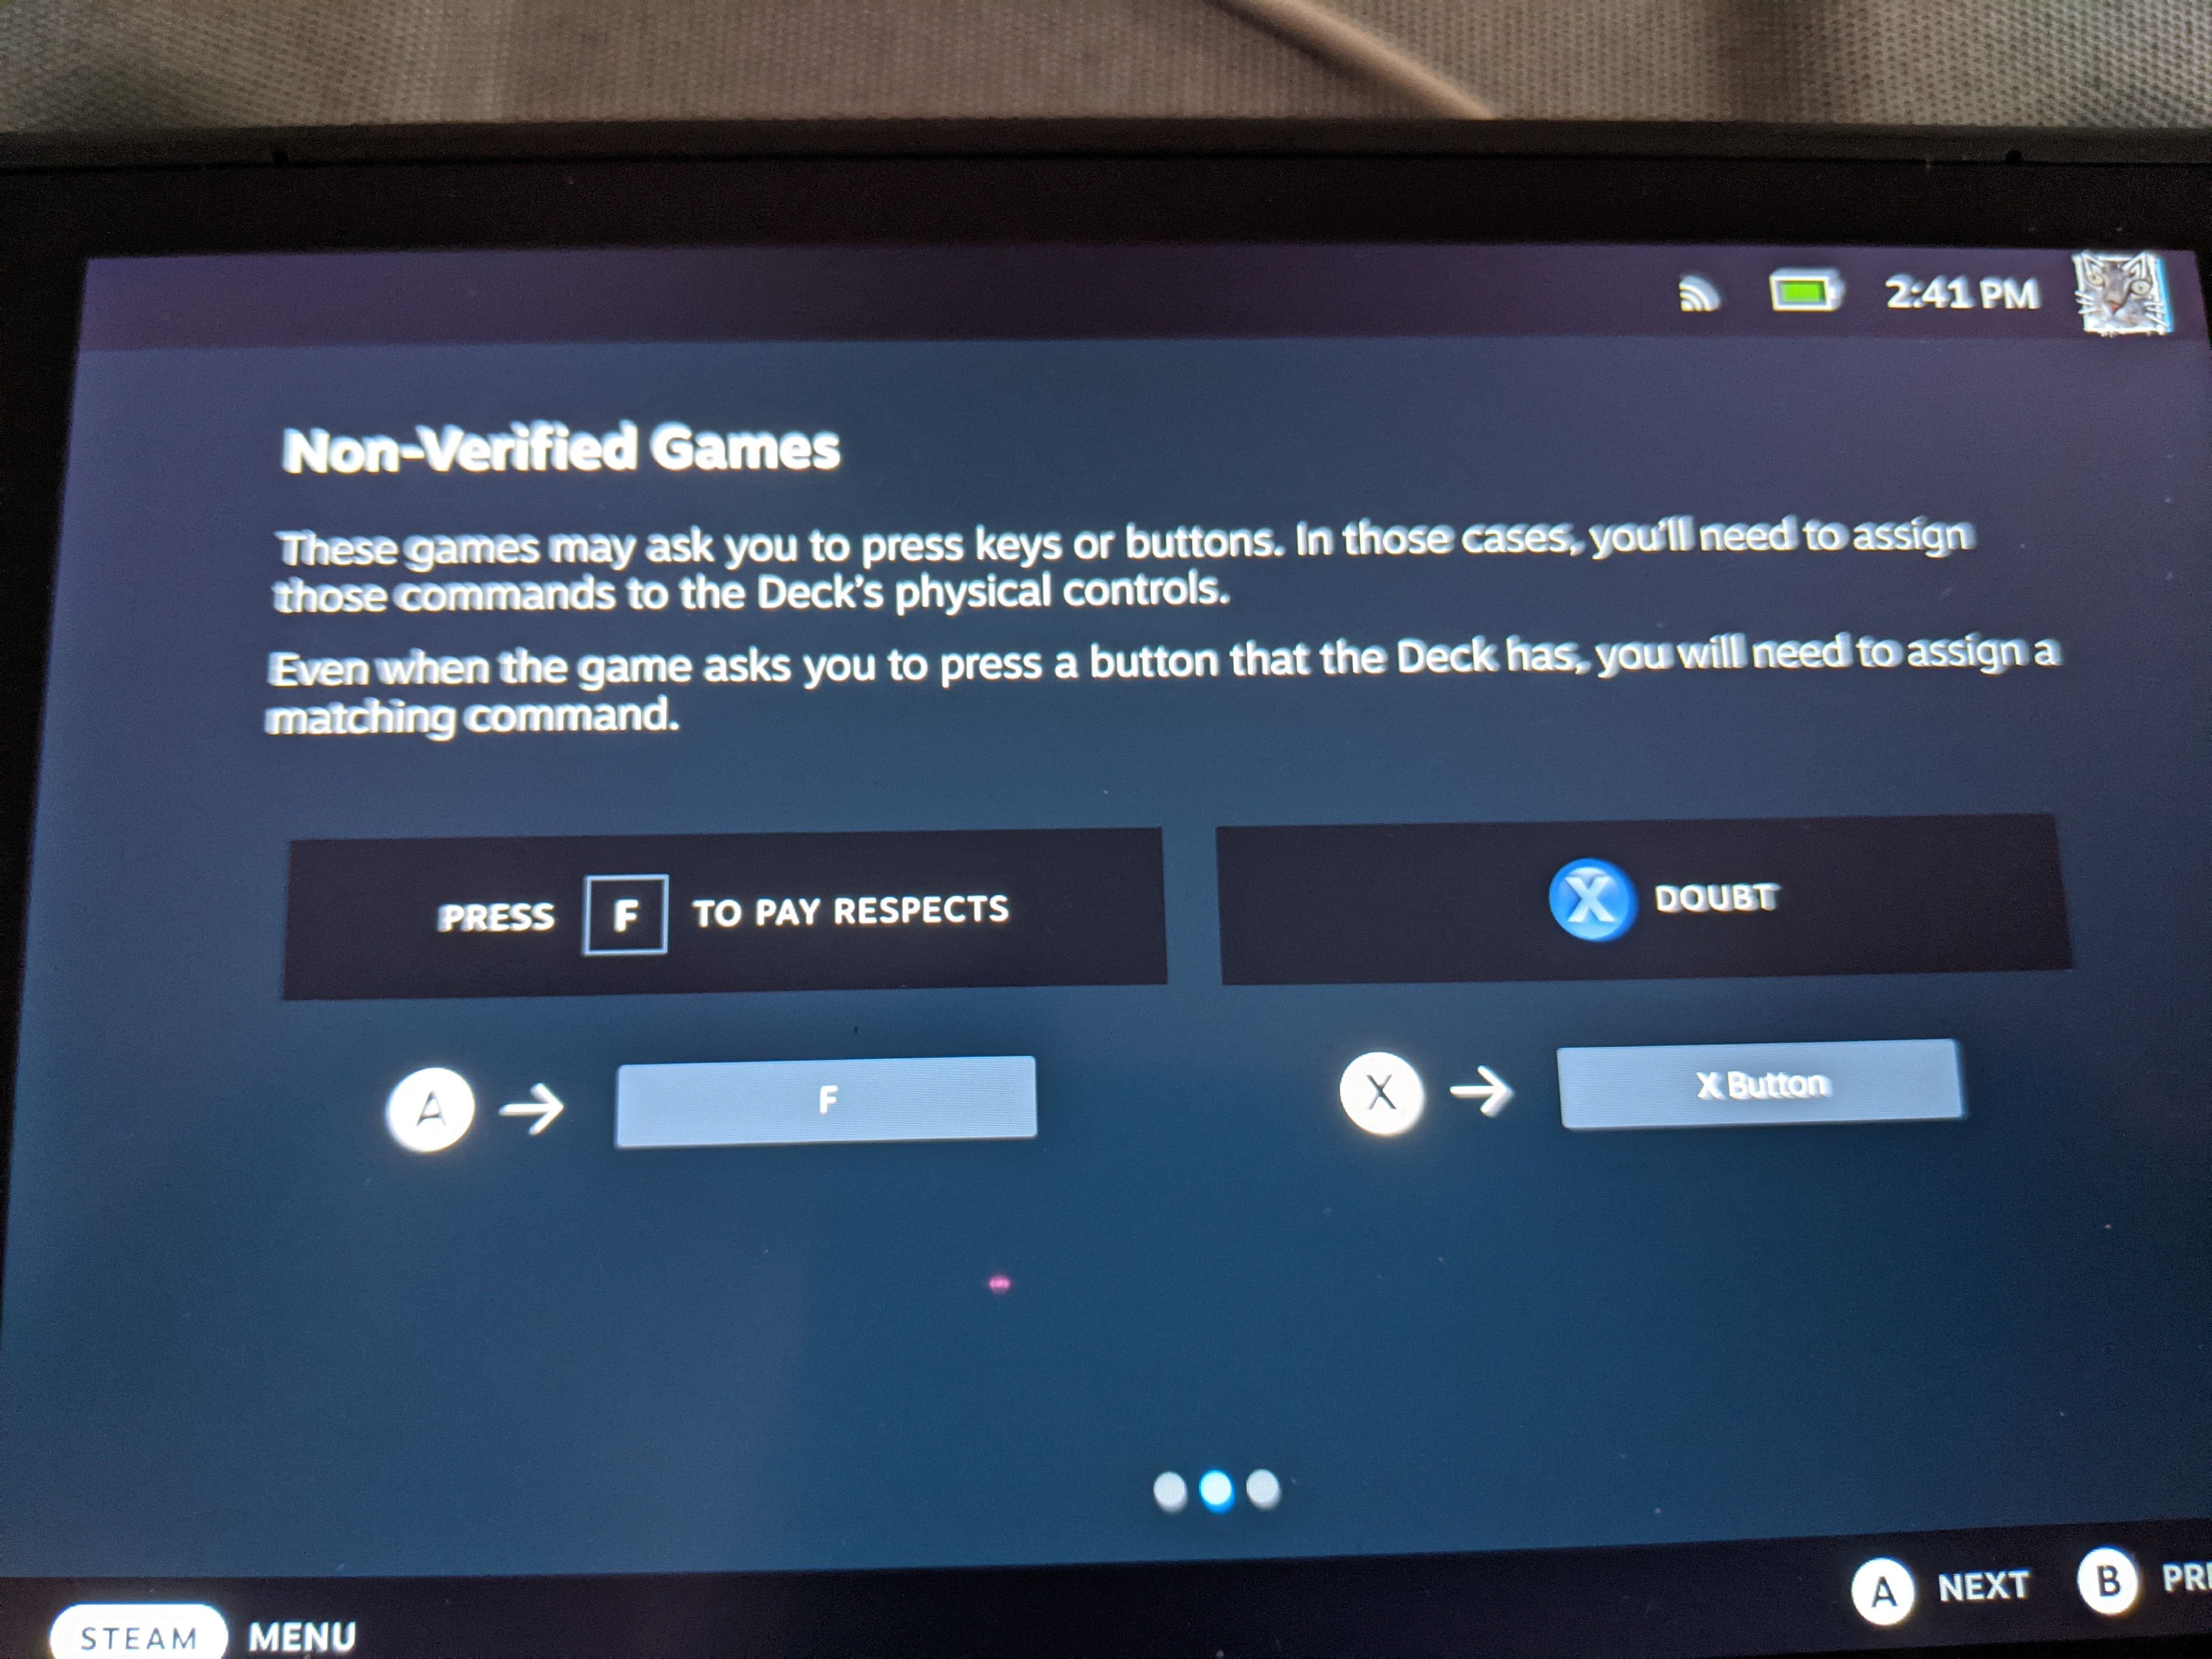 2:41 PM
Non-Verified Games
These games may ask you to press keys or buttons. In those cases, you'll need to assign
those commands to the Deck's physical controls.
Even when the game asks you to press a button that the Deck has, you will need to assign a
matching command.
PRESS F TO PAY RESPECTS
X DOUBT
A → F
X → X Button
STEAM MENU
A NEXT B